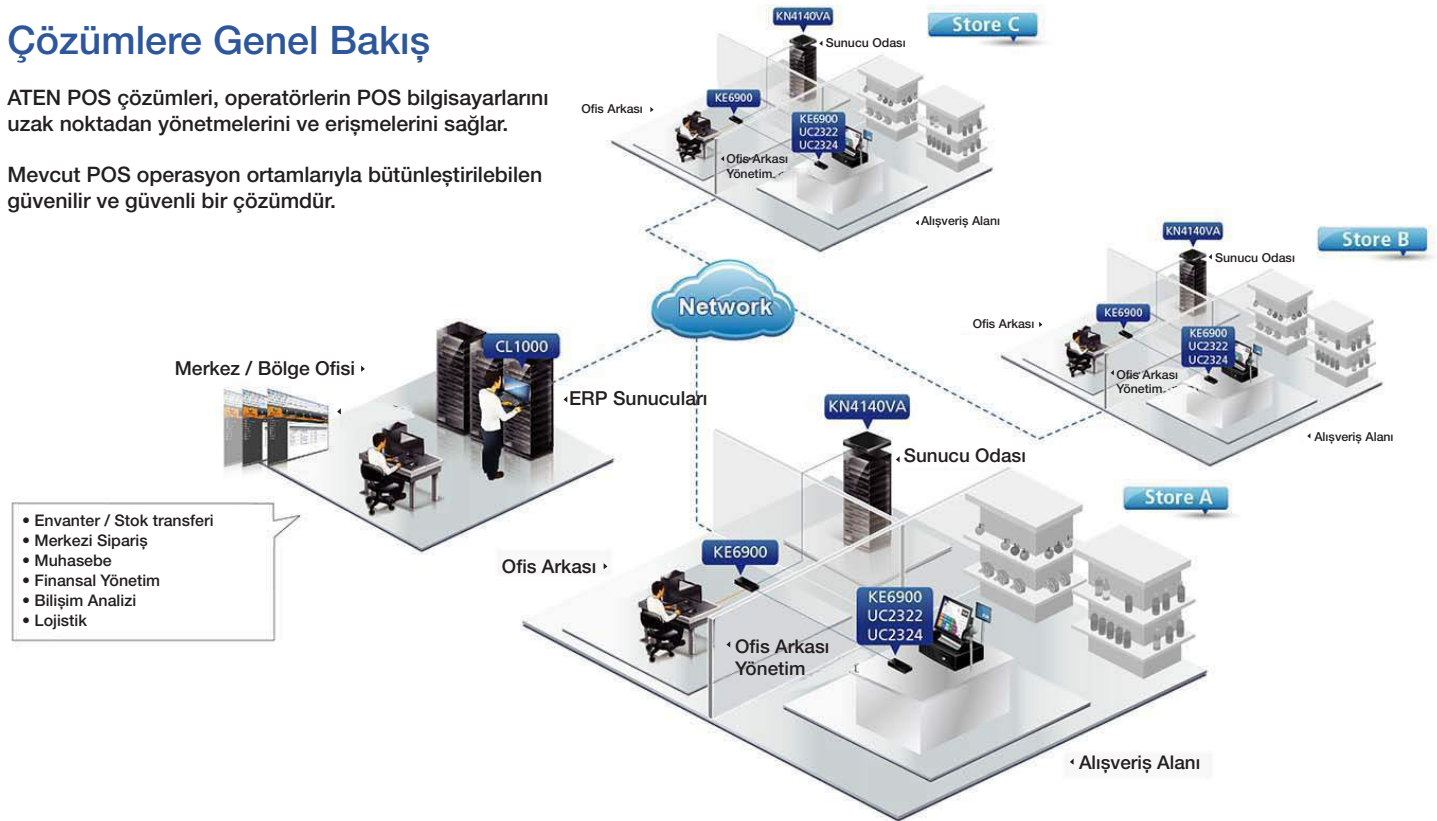 Çözümlere Genel Bakış
ATEN POS çözümleri, operatörlerin POS bilgisayarlarını
uzak noktadan yönetmelerini ve erişmelerini sağlar.
Mevcut POS operasyon ortamlarıyla bütünleştirilebilen
güvenilir ve güvenli bir çözümdür.
KN4140VA
Store C
Sunucu Odası
Ofis Arkası
KE6900
KE6900
UC2322
UC2324
Ofis Arkası
Yönetim
Alışveriş Alanı
KN4140VA
Store B
Sunucu Odası
Ofis Arkası
KE6900
KE6900
UC2322
UC2324
Ofis Arkası
Yönetim
Alışveriş Alanı
Network
Merkez / Bölge Ofisi
CL1000
ERP Sunucuları
• Envanter / Stok transferi
• Merkezi Sipariş
• Muhasebe
• Finansal Yönetim
• Bilişim Analizi
• Lojistik
KN4140VA
Sunucu Odası
Store A
Ofis Arkası
KE6900
KE6900
UC2322
UC2324
Ofis Arkası
Yönetim
Alışveriş Alanı